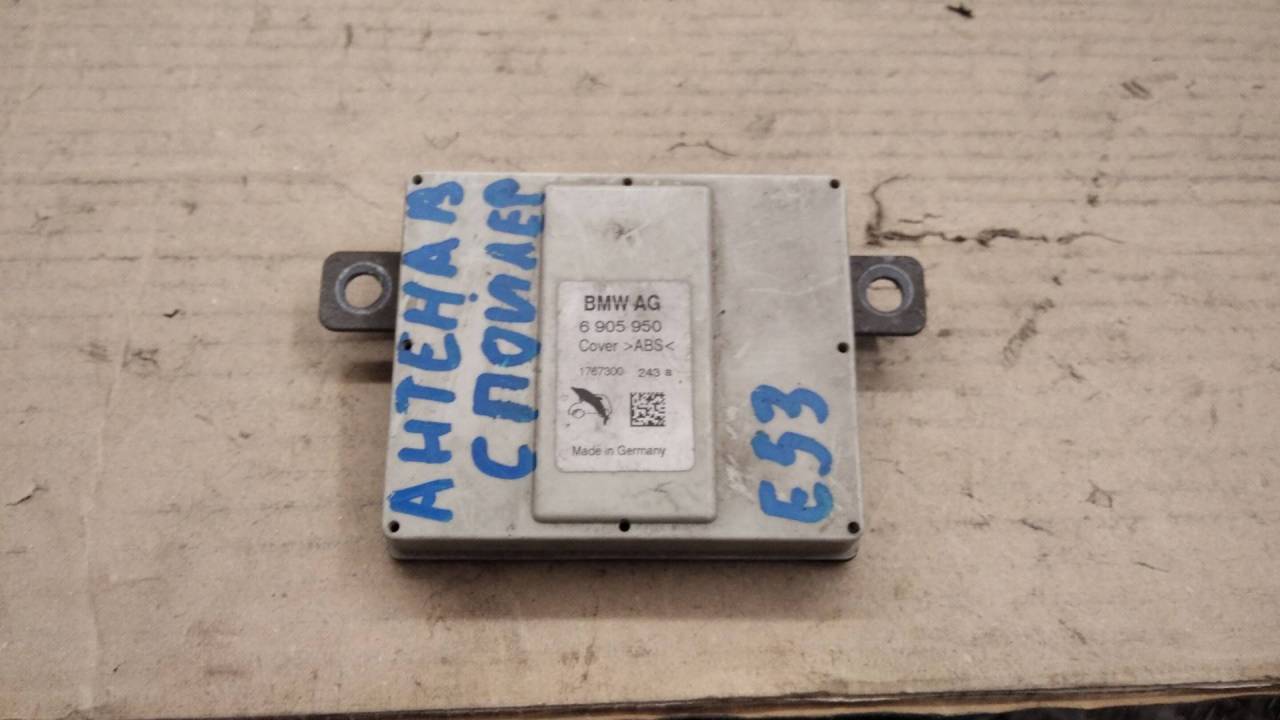 АНТЕНА В
СПОЙЛЕР
BMW AG
6 905 950
Cover >ABS<
1767300 243 a
Made in Germany
E53